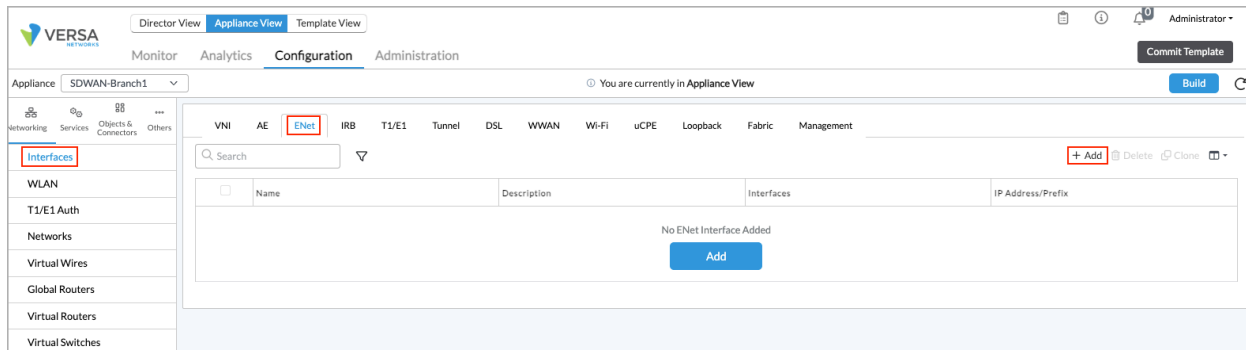 Director View Appliance View Template View
0
Administrator
VERSA
NETWORKS
Monitor Analytics Configuration Administration
Commit Template
Appliance SDWAN-Branch1
You are currently in Appliance View
Build
Networking Services Objects & Connectors Others
VNI AE ENet IRB T1/E1 Tunnel DSL WWAN Wi-Fi uCPE Loopback Fabric Management
Interfaces
Search
+ Add Delete Clone
WLAN
Name Description Interfaces IP Address/Prefix
T1/E1 Auth
Networks
No ENet Interface Added
Add
Virtual Wires
Global Routers
Virtual Routers
Virtual Switches